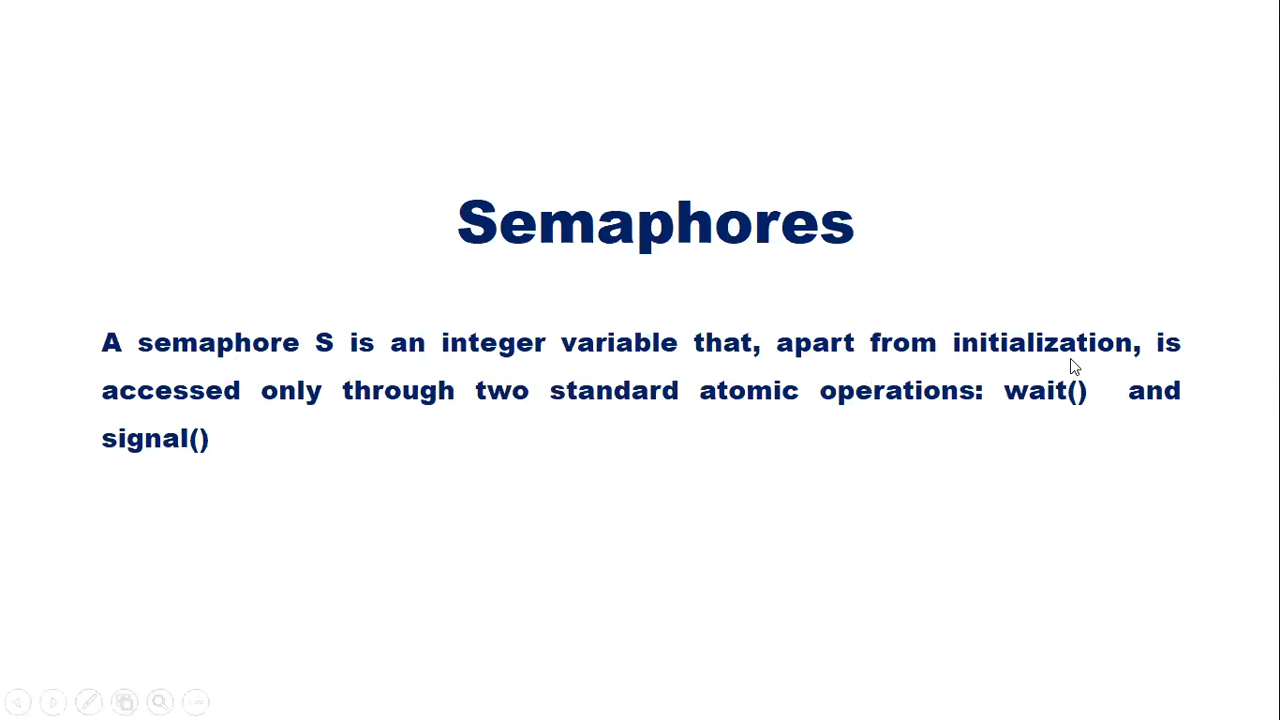 Semaphores
A semaphore S is an integer variable that, apart from initialization, is
accessed only through two standard atomic operations: wait() and
signal()